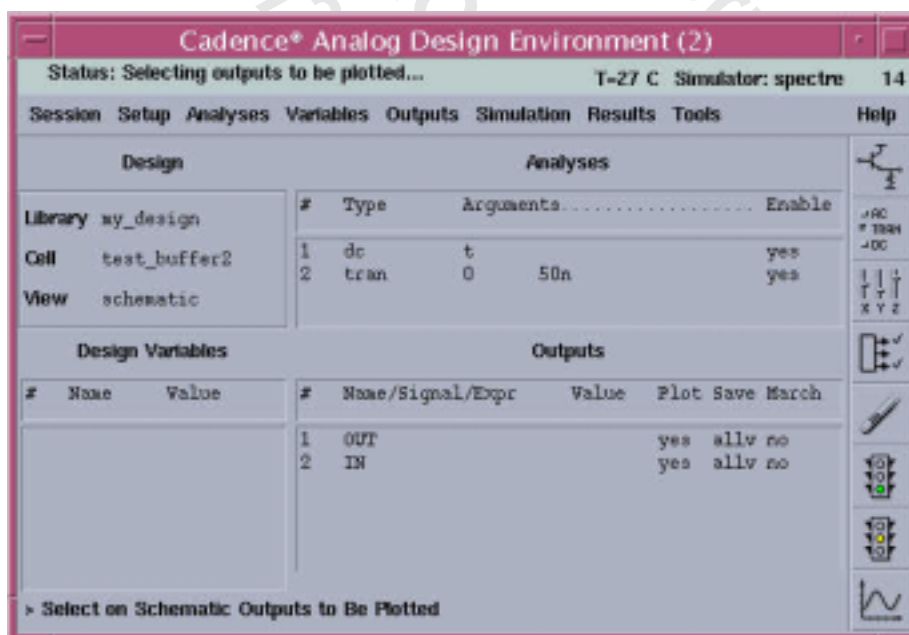 Cadence® Analog Design Environment (2)
Status: Selecting outputs to be plotted... T=27 C Simulator: spectre 14
Session Setup Analyses Variables Outputs Simulation Results Tools Help
Design
Library my_design
Cell test_buffer2
View schematic
Analyses
# Type Arguments................... Enable
1 dc t yes
2 tran 0 50n yes
Design Variables
# Name Value
Outputs
# Name/Signal/Expr Value Plot Save March
1 OUT yes allv no
2 IN yes allv no
> Select on Schematic Outputs to Be Plotted
AC
TRAN
DC
X Y Z